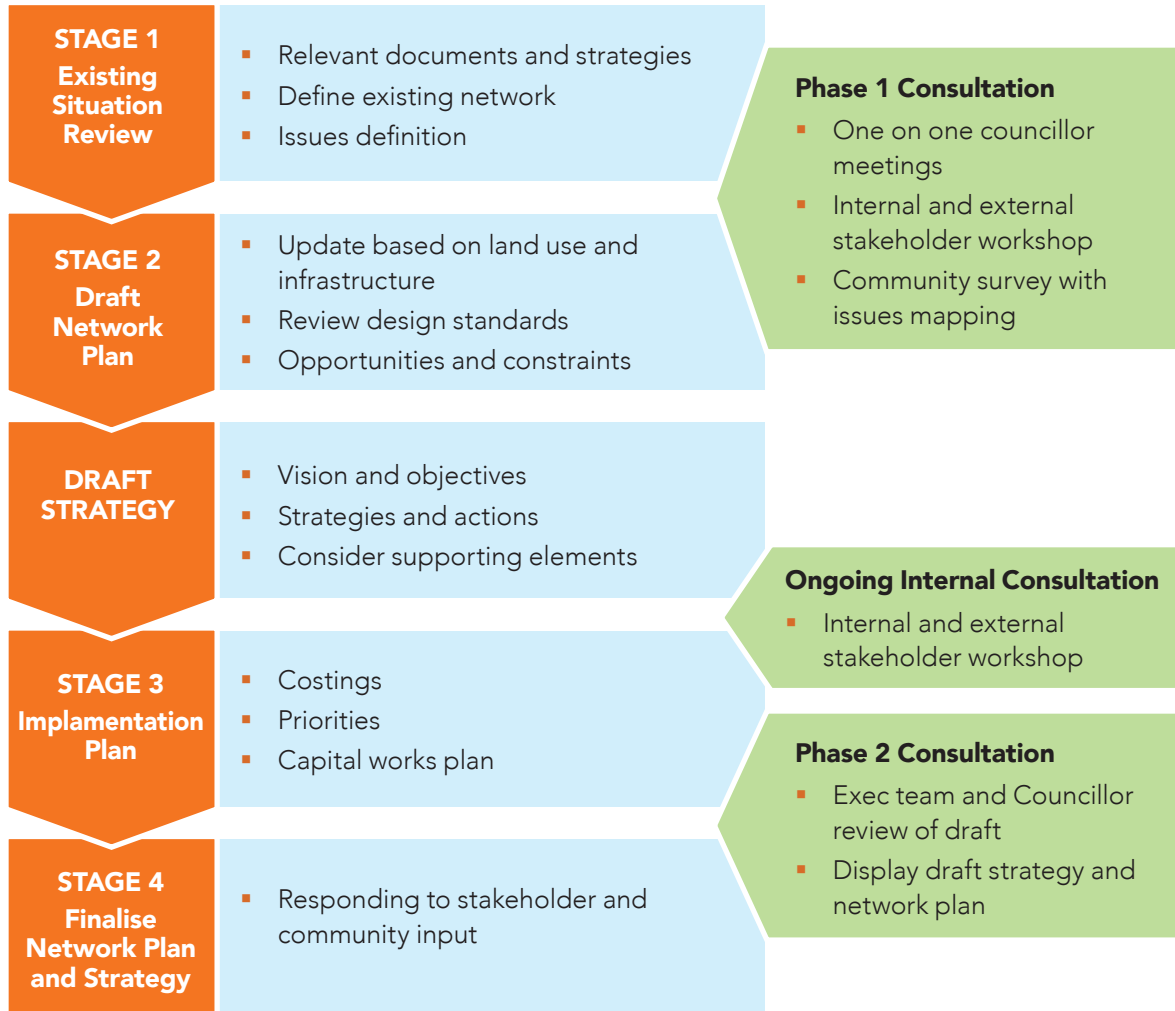 STAGE 1
Existing
Situation
Review
▪ Relevant documents and strategies
▪ Define existing network
▪ Issues definition
Phase 1 Consultation
▪ One on one councillor
meetings
▪ Internal and external
stakeholder workshop
▪ Community survey with
issues mapping
STAGE 2
Draft
Network
Plan
▪ Update based on land use and
infrastructure
▪ Review design standards
▪ Opportunities and constraints
DRAFT
STRATEGY
▪ Vision and objectives
▪ Strategies and actions
▪ Consider supporting elements
Ongoing Internal Consultation
▪ Internal and external
stakeholder workshop
STAGE 3
Implamentation
Plan
▪ Costings
▪ Priorities
▪ Capital works plan
Phase 2 Consultation
▪ Exec team and Councillor
review of draft
▪ Display draft strategy and
network plan
STAGE 4
Finalise
Network Plan
and Strategy
▪ Responding to stakeholder and
community input